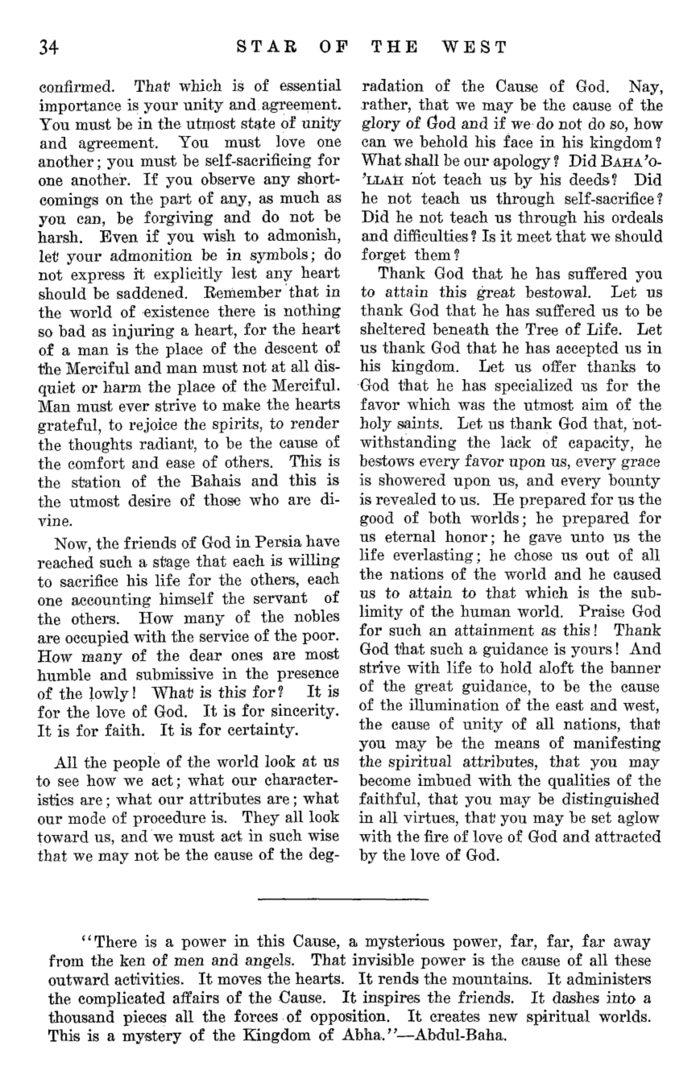 34
STAR OF THE WEST
confirmed. That which is of essential
importance is your unity and agreement.
You must be in the utmost state of unity
and agreement. You must love one
another; you must be self-sacrificing for
one another. If you observe any short-
comings on the part of any, as much as
you can, be forgiving and do not be
harsh. Even if you wish to admonish,
let your admonition be in symbols; do
not express it explicitly lest any heart
should be saddened. Remember that in
the world of existence there is nothing
so bad as injuring a heart, for the heart
of a man is the place of the descent of
the Merciful and man must not at all dis-
quiet or harm the place of the Merciful.
Man must ever strive to make the hearts
grateful, to rejoice the spirits, to render
the thoughts radiant, to be the cause of
the comfort and ease of others. This is
the station of the Bahais and this is
the utmost desire of those who are di-
vine.
Now, the friends of God in Persia have
reached such a stage that each is willing
to sacrifice his life for the others, each
one accounting himself the servant of
the others. How many of the nobles
are occupied with the service of the poor.
How many of the dear ones are most
humble and submissive in the presence
of the lowly! What is this for? It is
for the love of God. It is for sincerity.
It is for faith. It is for certainty.
All the people of the world look at us
to see how we act; what our character-
istics are; what our attributes are; what
our mode of procedure is. They all look
toward us, and we must act in such wise
that we may not be the cause of the deg-
radation of the Cause of God. Nay,
rather, that we may be the cause of the
glory of God and if we do not do so, how
can we behold his face in his kingdom?
What shall be our apology? Did BAHA'O-
'LLAH not teach us by his deeds? Did
he not teach us through self-sacrifice?
Did he not teach us through his ordeals
and difficulties? Is it meet that we should
forget them?
Thank God that he has suffered you
to attain this great bestowal. Let us
thank God that he has suffered us to be
sheltered beneath the Tree of Life. Let
us thank God that he has accepted us in
his kingdom. Let us offer thanks to
God that he has specialized us for the
favor which was the utmost aim of the
holy saints. Let us thank God that, not-
withstanding the lack of capacity, he
bestows every favor upon us, every grace
is showered upon us, and every bounty
is revealed to us. He prepared for us the
good of both worlds; he prepared for
us eternal honor; he gave unto us the
life everlasting; he chose us out of all
the nations of the world and he caused
us to attain to that which is the sub-
limity of the human world. Praise God
for such an attainment as this! Thank
God that such a guidance is yours! And
strive with life to hold aloft the banner
of the great guidance, to be the cause
of the illumination of the east and west,
the cause of unity of all nations, that
you may be the means of manifesting
the spiritual attributes, that you may
become imbued with the qualities of the
faithful, that you may be distinguished
in all virtues, that you may be set aglow
with the fire of love of God and attracted
by the love of God.
"There is a power in this Cause, a mysterious power, far, far, far away
from the ken of men and angels. That invisible power is the cause of all these
outward activities. It moves the hearts. It rends the mountains. It administers
the complicated affairs of the Cause. It inspires the friends. It dashes into a
thousand pieces all the forces of opposition. It creates new spiritual worlds.
This is a mystery of the Kingdom of Abha."—Abdul-Baha.